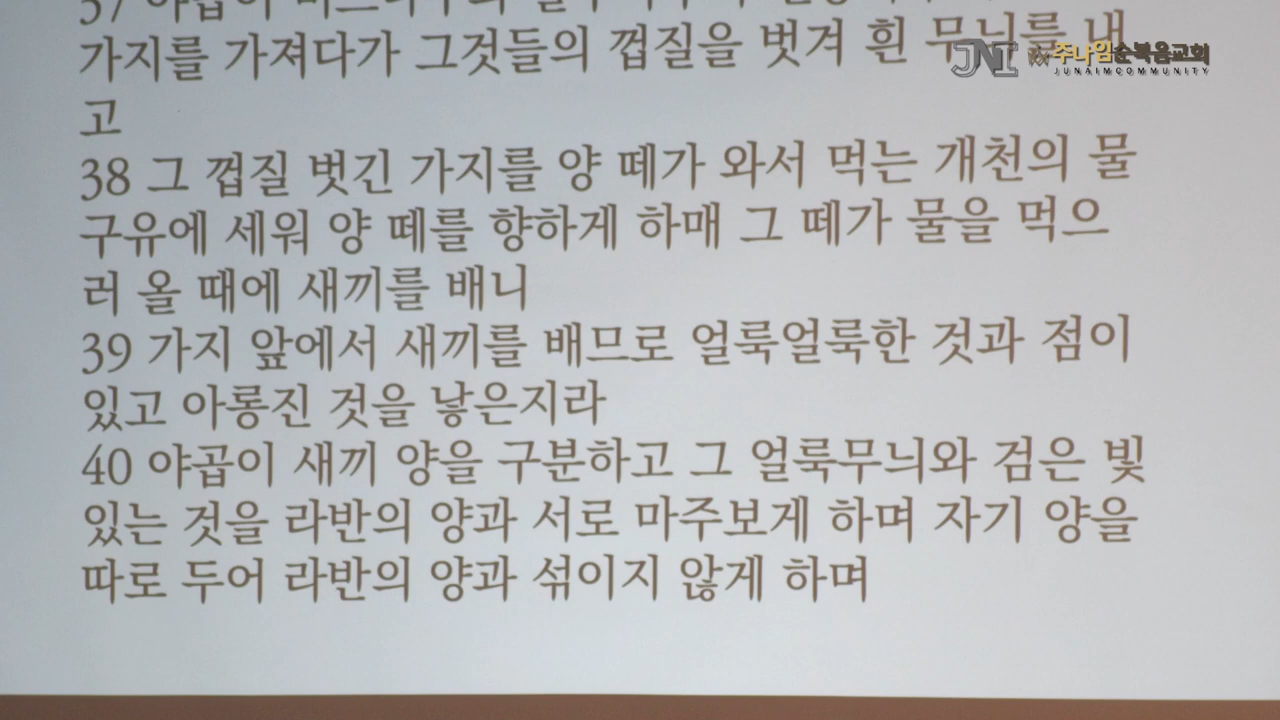 가지를 가져다가 그것들의 껍질을 벗겨 흰 무늬를 내
고
38 그 껍질 벗긴 가지를 양 떼가 와서 먹는 개천의 물
구유에 세워 양 떼를 향하게 하매 그 떼가 물을 먹으
러 올 때에 새끼를 배니
39 가지 앞에서 새끼를 배므로 얼룩얼룩한 것과 점이
있고 아롱진 것을 낳은지라
40 야곱이 새끼 양을 구분하고 그 얼룩무늬와 검은 빛
있는 것을 라반의 양과 서로 마주보게 하며 자기 양을
따로 두어 라반의 양과 섞이지 않게 하며
JNI 주나임순복음교회
JUNAIMCOMMUNITY